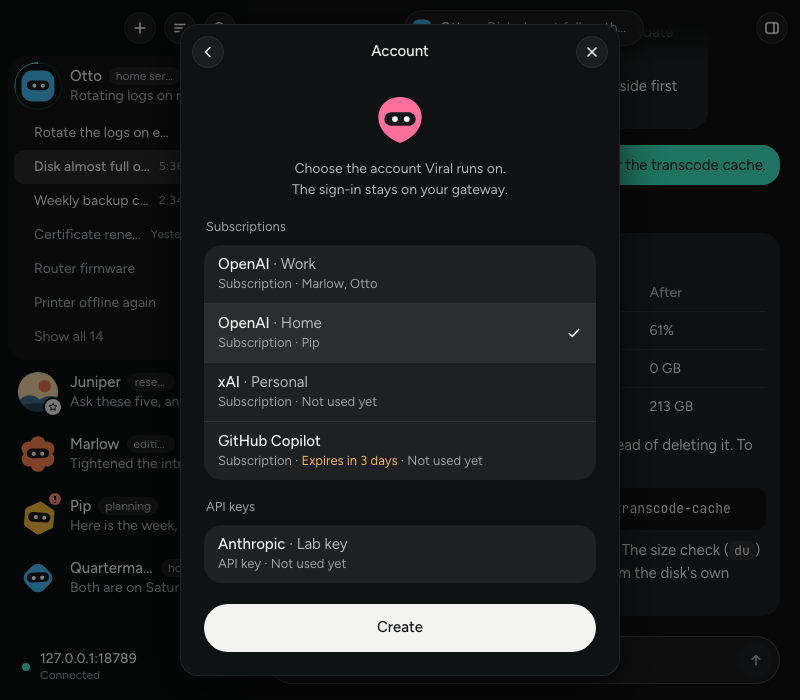 Account
Choose the account Viral runs on.
The sign-in stays on your gateway.
Subscriptions
OpenAI · Work
Subscription · Marlow, Otto
OpenAI · Home
Subscription · Pip
xAI · Personal
Subscription · Not used yet
GitHub Copilot
Subscription · Expires in 3 days · Not used yet
API keys
Anthropic · Lab key
API key · Not used yet
Create
Otto home ser...
Rotating logs on
Rotate the logs on e...
Disk almost full o... 5:36
Weekly backup c... 2:34
Certificate rene... Yeste
Router firmware
Printer offline again
Show all 14
Juniper rese...
Ask these five, an
Marlow editi...
Tightened the int
Pip planning
Here is the week,
Quarterma... ho
Both are on Satur
127.0.0.1:18789
Connected
side first
the transcode cache.
After
61%
0 GB
213 GB
ead of deleting it. To
transcode-cache
The size check ( du )
m the disk's own